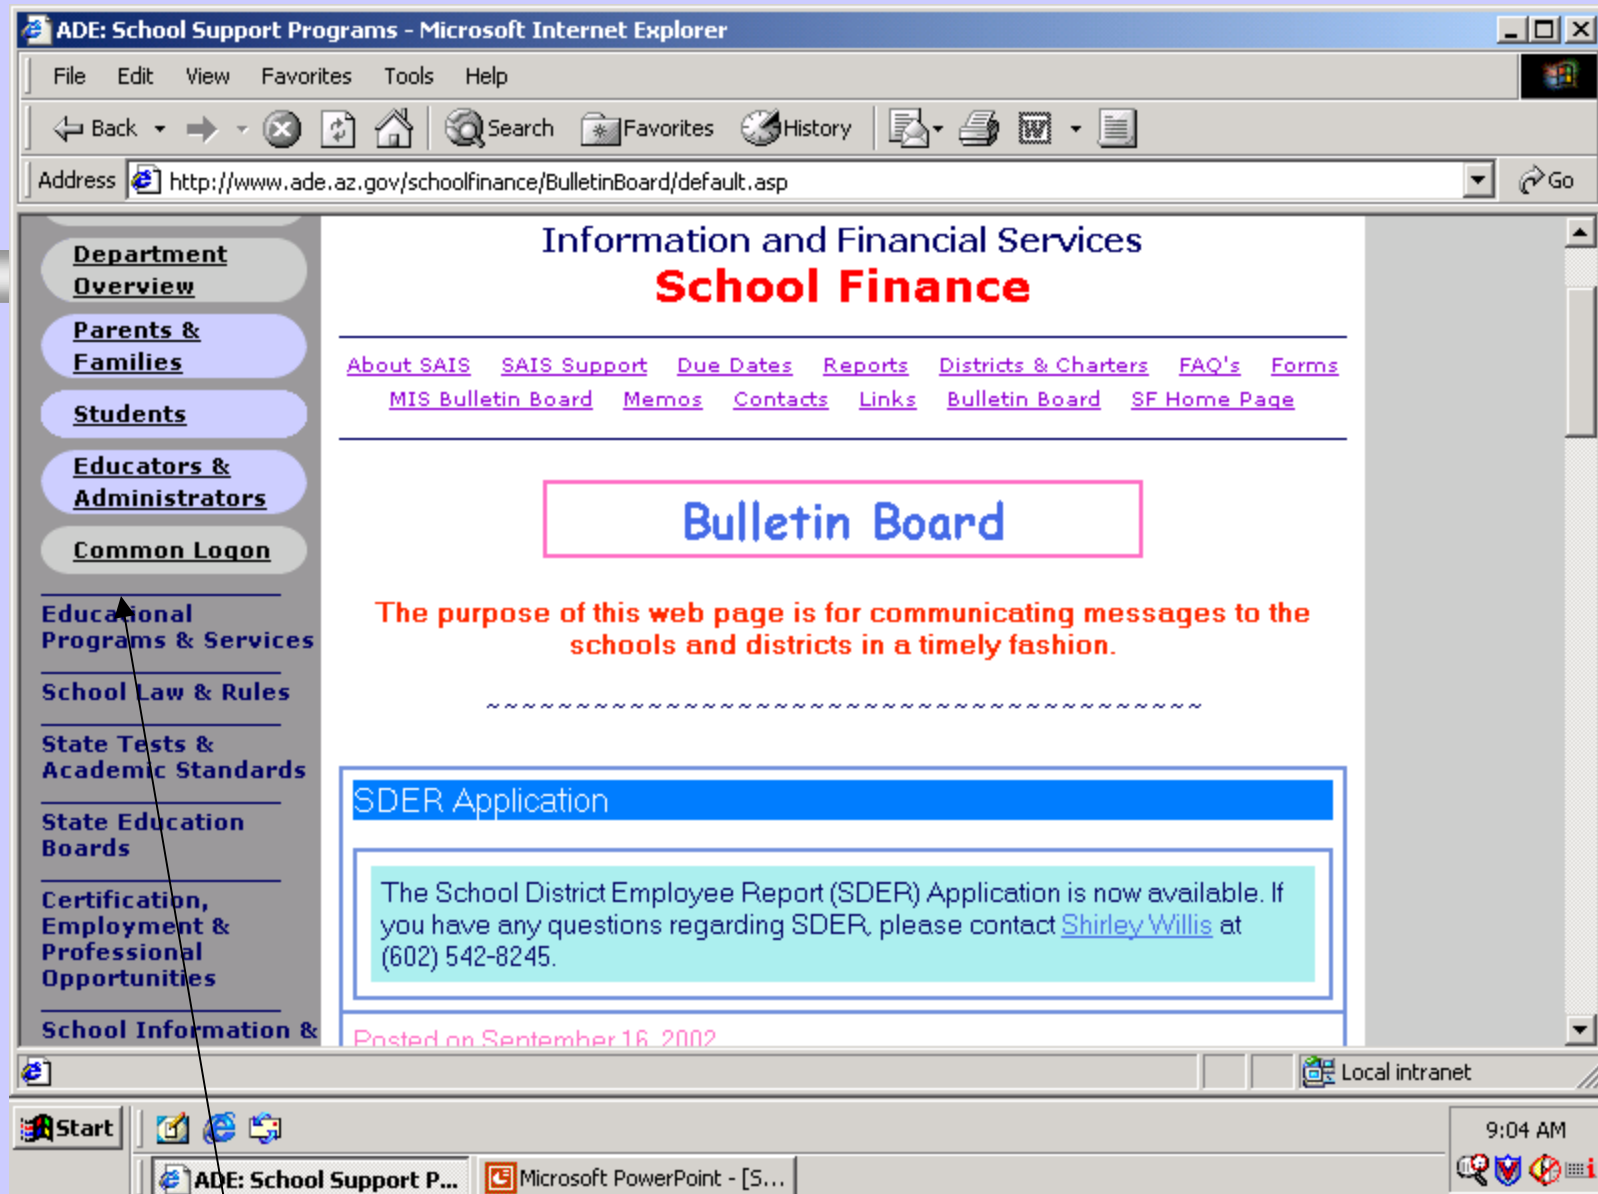 ADE: School Support Programs - Microsoft Internet Explorer
File Edit View Favorites Tools Help
Back Search Favorites History
Address http://www.ade.az.gov/schoolfinance/BulletinBoard/default.asp Go
Department
Overview
Parents &
Families
Students
Educators &
Administrators
Common Logon
Educational
Programs & Services
School Law & Rules
State Tests &
Academic Standards
State Education
Boards
Certification,
Employment &
Professional
Opportunities
School Information &
Information and Financial Services
School Finance
About SAIS SAIS Support Due Dates Reports Districts & Charters FAQ's Forms
MIS Bulletin Board Memos Contacts Links Bulletin Board SF Home Page
Bulletin Board
The purpose of this web page is for communicating messages to the
schools and districts in a timely fashion.
~~~~~~~~~~~~~~~~~~~~~~~~~~~~~~~~~~~~~~~~
SDER Application
The School District Employee Report (SDER) Application is now available. If
you have any questions regarding SDER, please contact Shirley Willis at
(602) 542-8245.
Posted on September 16, 2002
Local intranet
Start
9:04 AM
ADE: School Support P... Microsoft PowerPoint - [S...